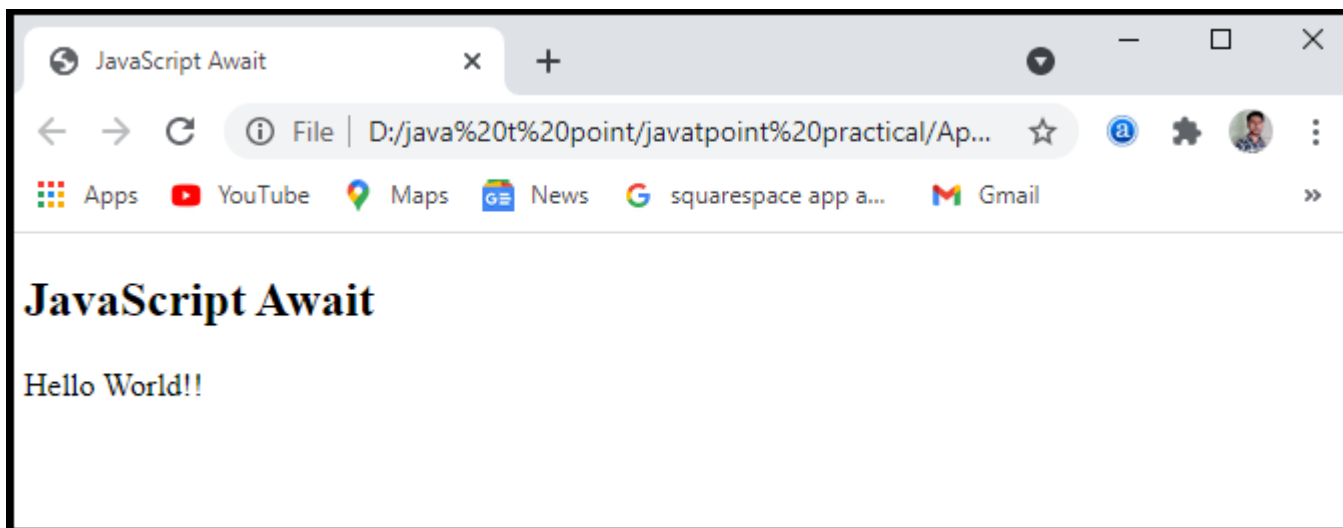 JavaScript Await
File D:/java%20t%20point/javatpoint%20practical/Ap... a
Apps YouTube Maps GE News G squarespace app a... M Gmail »
JavaScript Await
Hello World!!